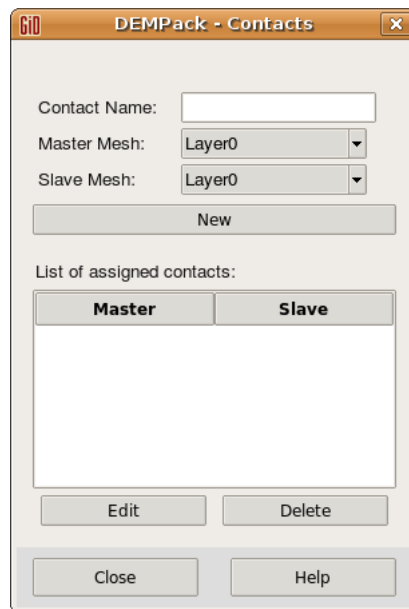 GiD DEMPack - Contacts
Contact Name:
Master Mesh: Layer0
Slave Mesh: Layer0
New
List of assigned contacts:
Master Slave
Edit Delete
Close Help